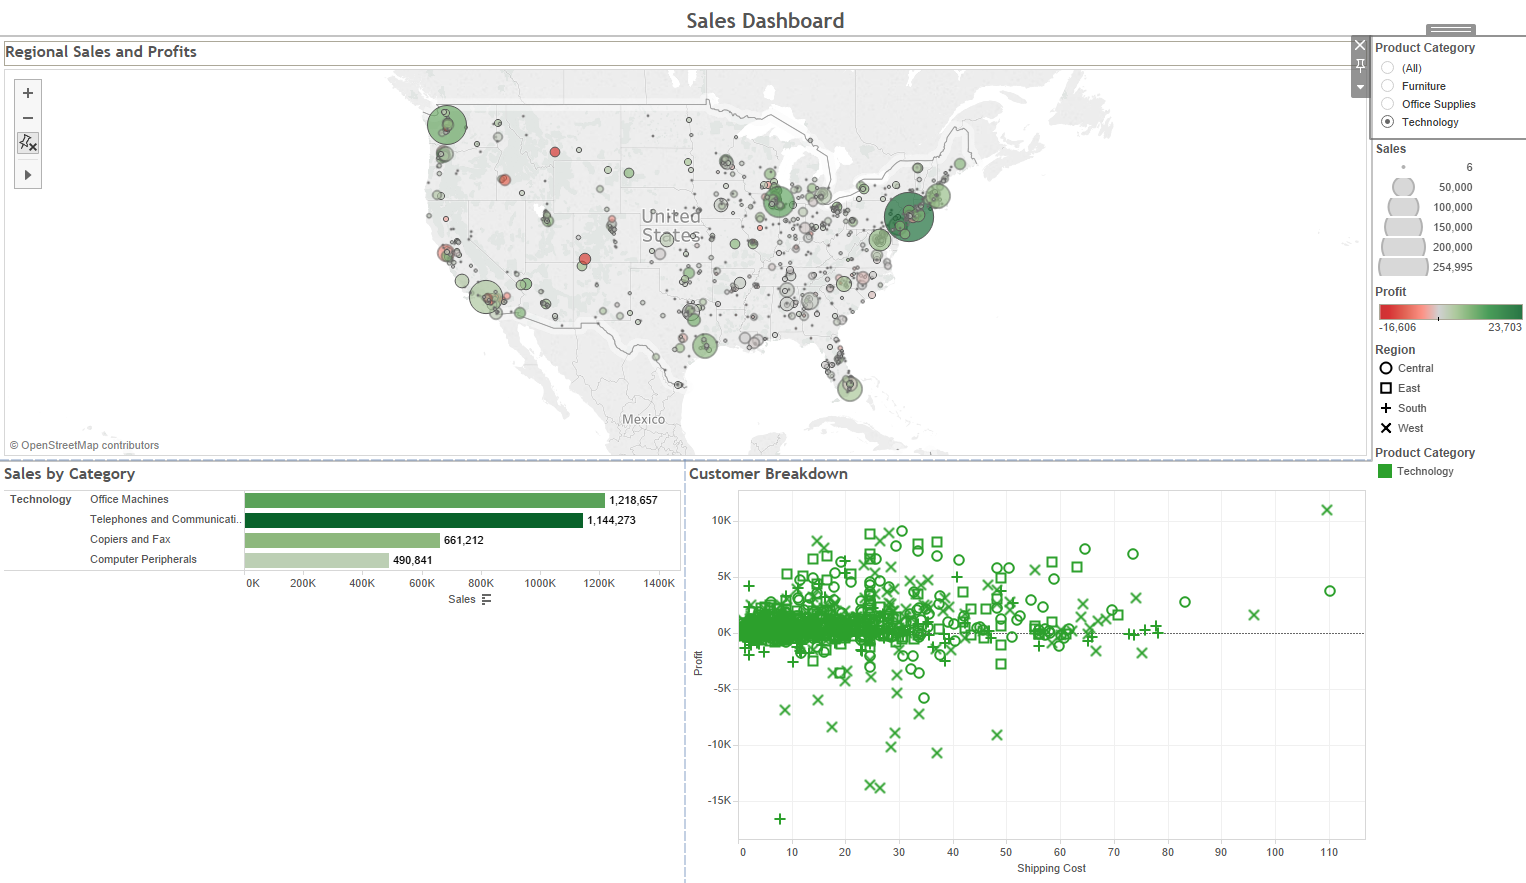 Sales Dashboard
Regional Sales and Profits
United
States
Mexico
© OpenStreetMap contributors
Product Category
(All)
Furniture
Office Supplies
Technology
Sales
6
50,000
100,000
150,000
200,000
254,995
Profit
-16,606 23,703
Region
Central
East
South
West
Product Category
Technology
Sales by Category
Technology Office Machines 1,218,657
Telephones and Communicati.. 1,144,273
Copiers and Fax 661,212
Computer Peripherals 490,841
0K 200K 400K 600K 800K 1000K 1200K 1400K
Sales
Customer Breakdown
10K
5K
0K
-5K
-10K
-15K
Profit
0 10 20 30 40 50 60 70 80 90 100 110
Shipping Cost